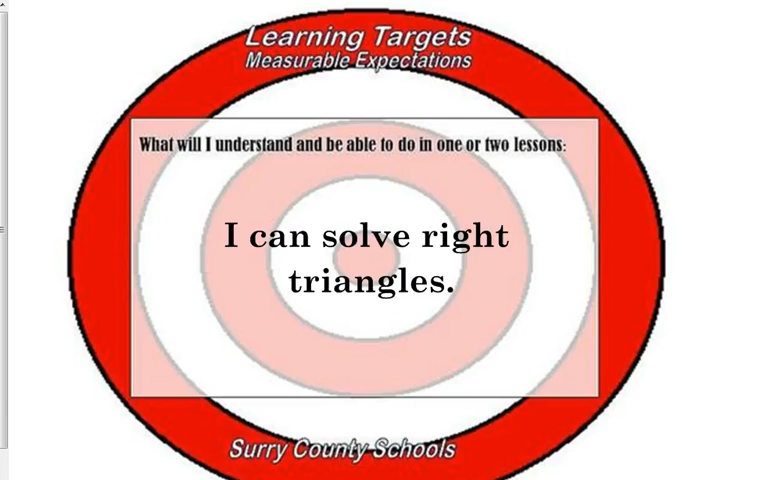 Learning Targets
Measurable Expectations
What will I understand and be able to do in one or two lessons:
I can solve right
triangles.
Surry County Schools